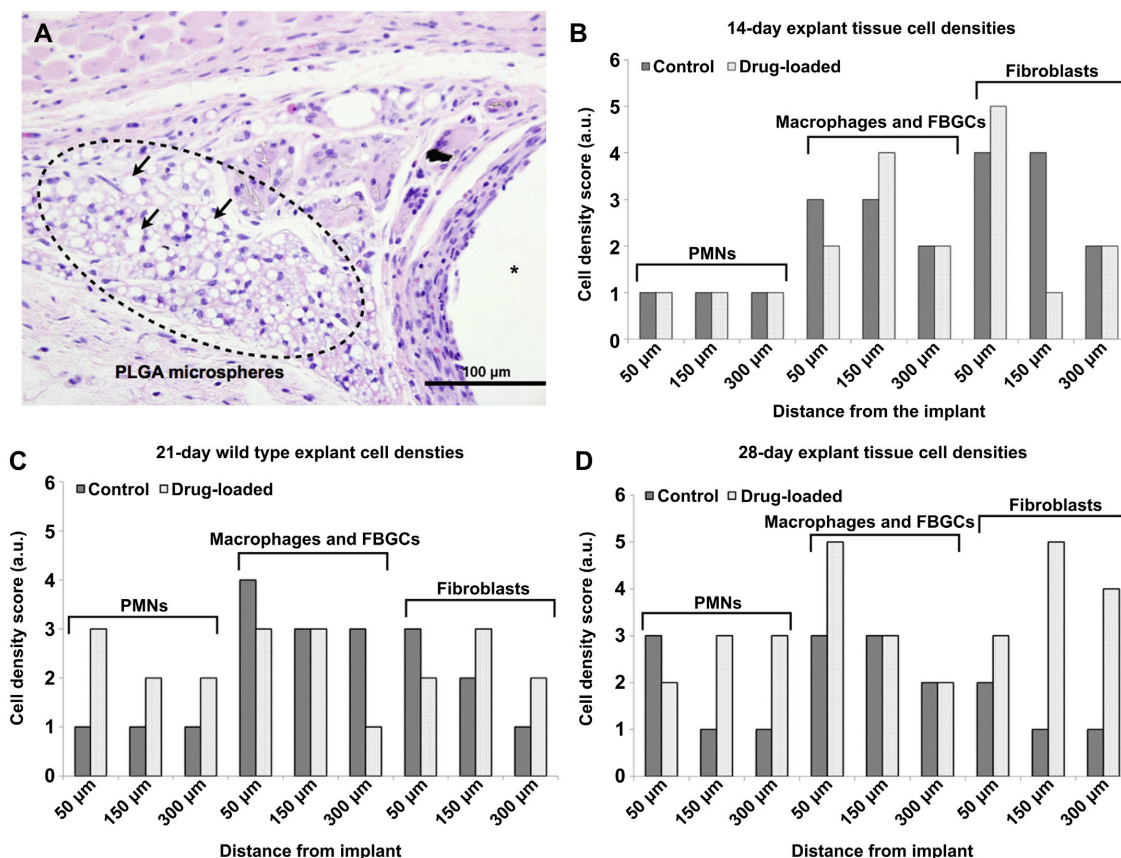 A
PLGA microspheres
*
100 µm
B
14-day explant tissue cell densities
Control
Drug-loaded
Fibroblasts
Macrophages and FBGCs
PMNs
Cell density score (a.u.)
6
5
4
3
2
1
0
50 µm
150 µm
300 µm
50 µm
150 µm
300 µm
50 µm
150 µm
300 µm
Distance from the implant
C
21-day wild type explant cell densties
Control
Drug-loaded
Macrophages and FBGCs
Fibroblasts
PMNs
Cell density score (a.u.)
6
5
4
3
2
1
0
50 µm
150 µm
300 µm
50 µm
150 µm
300 µm
50 µm
150 µm
300 µm
Distance from implant
D
28-day explant tissue cell densities
Control
Drug-loaded
Fibroblasts
Macrophages and FBGCs
PMNs
Cell density score (a.u.)
6
5
4
3
2
1
0
50 µm
150 µm
300 µm
50 µm
150 µm
300 µm
50 µm
150 µm
300 µm
Distance from implant